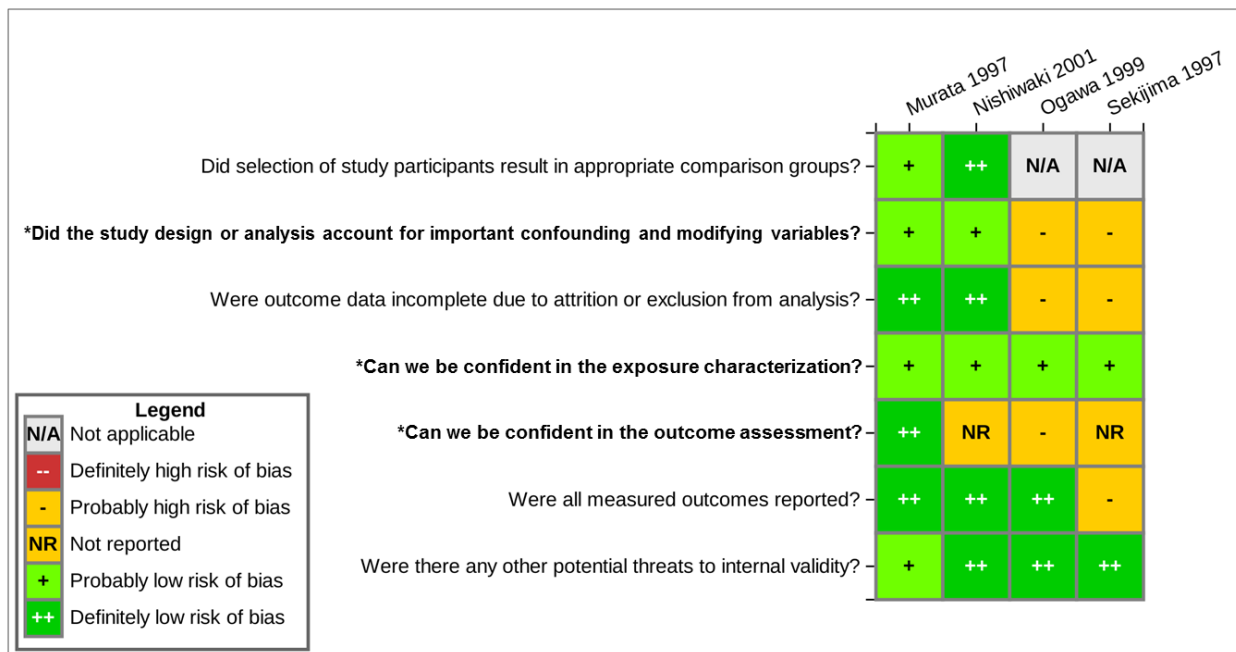 Murata 1997
Nishiwaki 2001
Ogawa 1999
Sekijima 1997
Did selection of study participants result in appropriate comparison groups? + ++ N/A N/A
*Did the study design or analysis account for important confounding and modifying variables? + + - -
Were outcome data incomplete due to attrition or exclusion from analysis? ++ ++ - -
*Can we be confident in the exposure characterization? + + + +
*Can we be confident in the outcome assessment? ++ NR - NR
Were all measured outcomes reported? ++ ++ ++ -
Were there any other potential threats to internal validity? + ++ ++ ++
Legend
N/A Not applicable
-- Definitely high risk of bias
- Probably high risk of bias
NR Not reported
+ Probably low risk of bias
++ Definitely low risk of bias